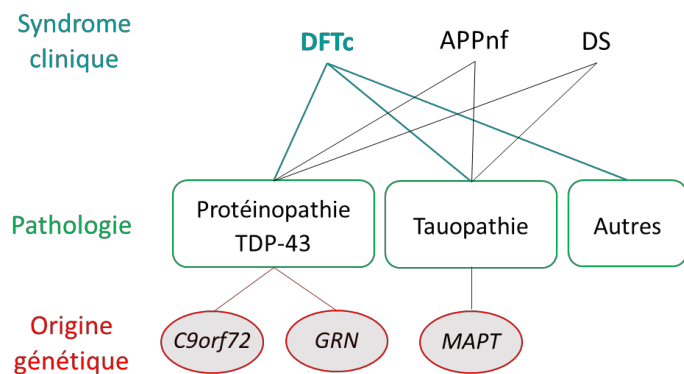 Syndrome
clinique
DFTc
APPnf
DS
Pathologie
Protéinopathie
TDP-43
Tauopathie
Autres
Origine
génétique
C9orf72
GRN
MAPT